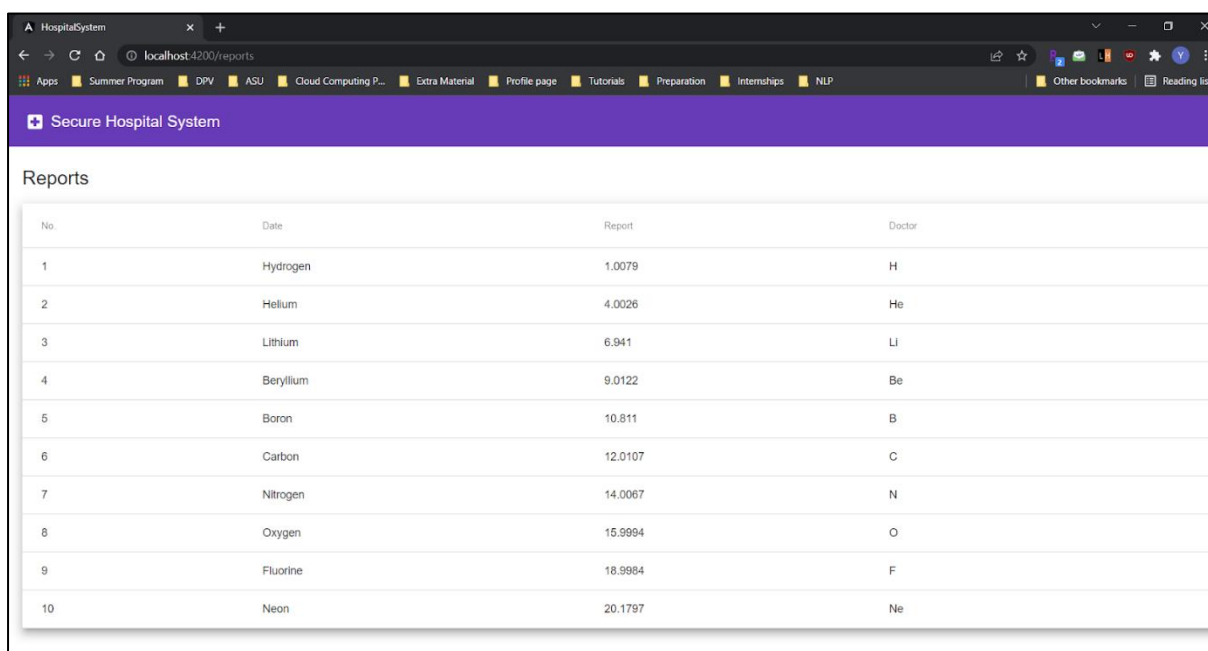 HospitalSystem
localhost:4200/reports
Apps Summer Program DPV ASU Cloud Computing P... Extra Material Profile page Tutorials Preparation Internships NLP Other bookmarks Reading lis
Secure Hospital System
Reports
No. Date Report Doctor
1 Hydrogen 1.0079 H
2 Helium 4.0026 He
3 Lithium 6.941 Li
4 Beryllium 9.0122 Be
5 Boron 10.811 B
6 Carbon 12.0107 C
7 Nitrogen 14.0067 N
8 Oxygen 15.9994 O
9 Fluorine 18.9984 F
10 Neon 20.1797 Ne